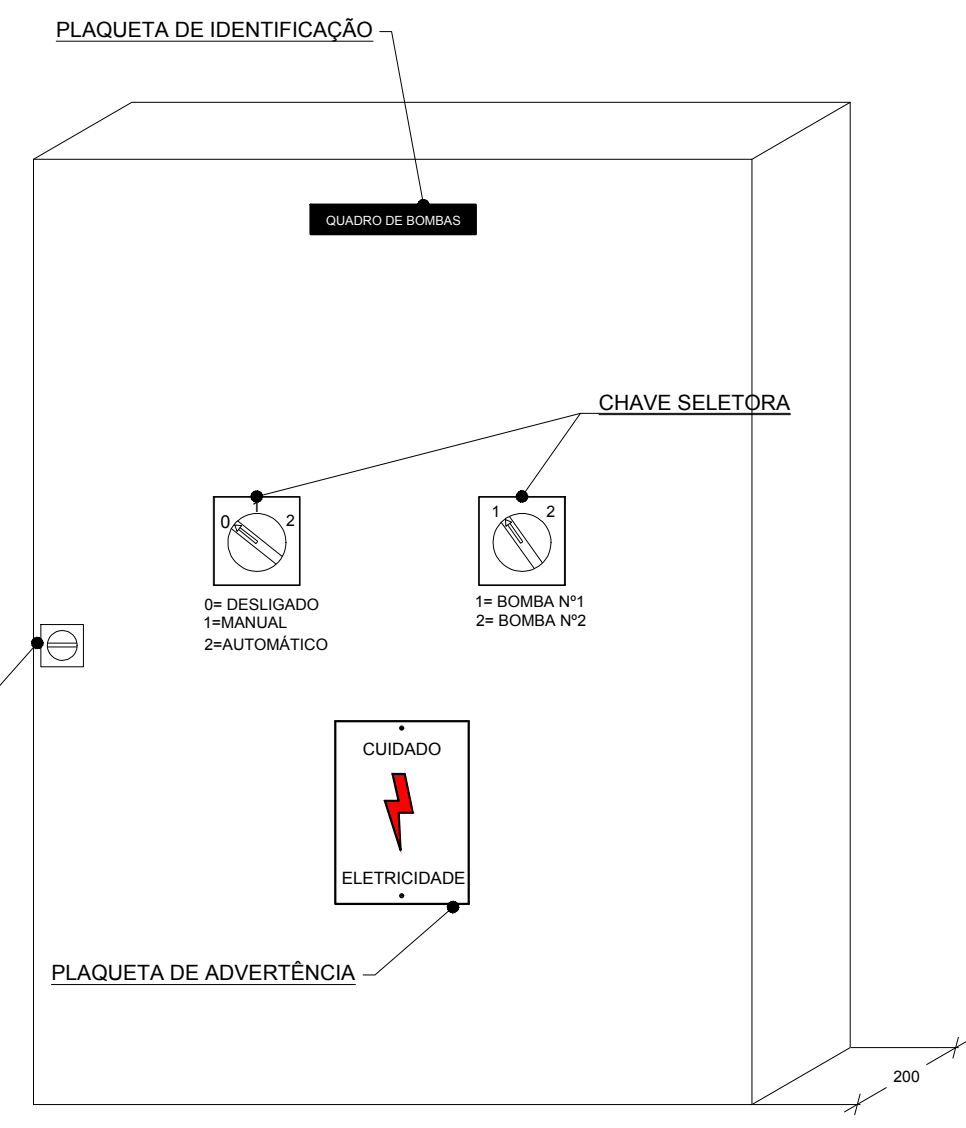 PLAQUETA DE IDENTIFICAÇÃO
QUADRO DE BOMBAS
CHAVE SELETORA
0 1 2
1 2
0= DESLIGADO
1=MANUAL
2=AUTOMÁTICO
1= BOMBA Nº1
2= BOMBA Nº2
CUIDADO
ELETRICIDADE
PLAQUETA DE ADVERTÊNCIA
200